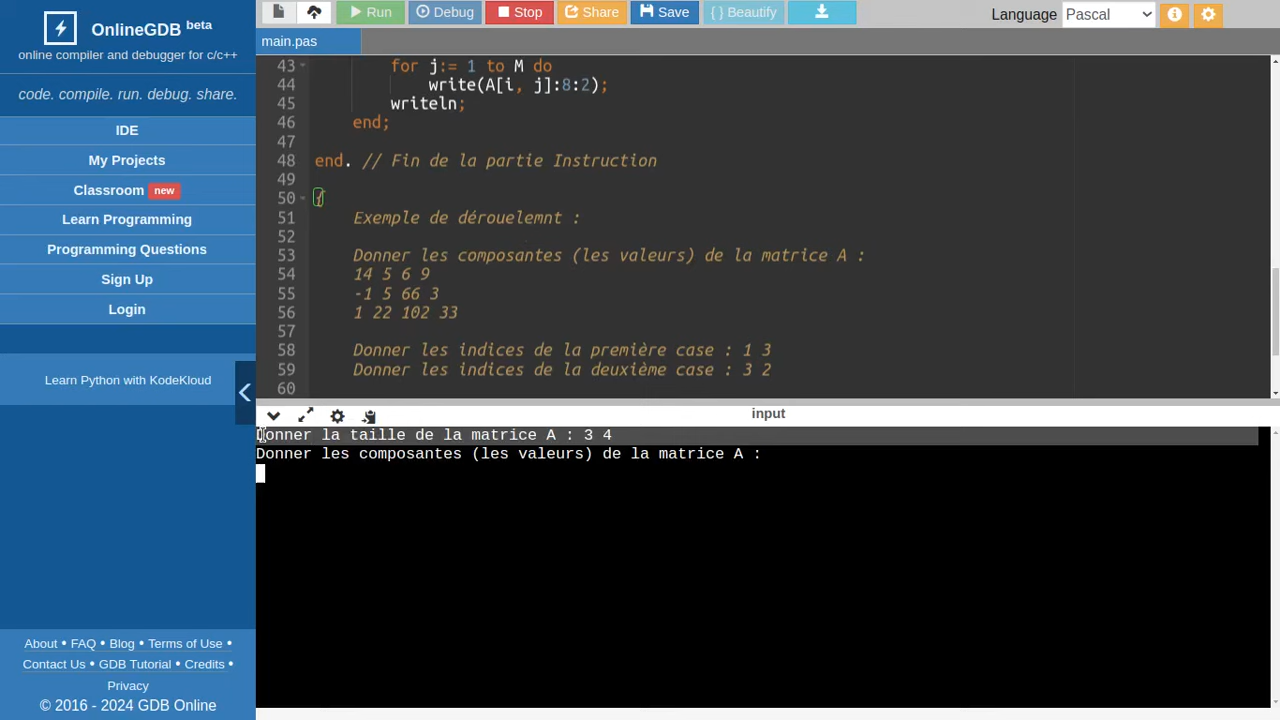 OnlineGDB beta
online compiler and debugger for c/c++
code. compile. run. debug. share.
IDE
My Projects
Classroom new
Learn Programming
Programming Questions
Sign Up
Login
Learn Python with KodeKloud
About • FAQ • Blog • Terms of Use •
Contact Us • GDB Tutorial • Credits •
Privacy
© 2016 - 2024 GDB Online
Run Debug Stop Share Save { } Beautify Language Pascal
main.pas
43 for j:= 1 to M do
44 write(A[i, j]:8:2);
45 writeln;
46 end;
47
48 end. // Fin de la partie Instruction
49
50 {
51 Exemple de dérouelemnt :
52
53 Donner les composantes (les valeurs) de la matrice A :
54 14 5 6 9
55 -1 5 66 3
56 1 22 102 33
57
58 Donner les indices de la première case : 1 3
59 Donner les indices de la deuxième case : 3 2
60
input
Donner la taille de la matrice A : 3 4
Donner les composantes (les valeurs) de la matrice A :